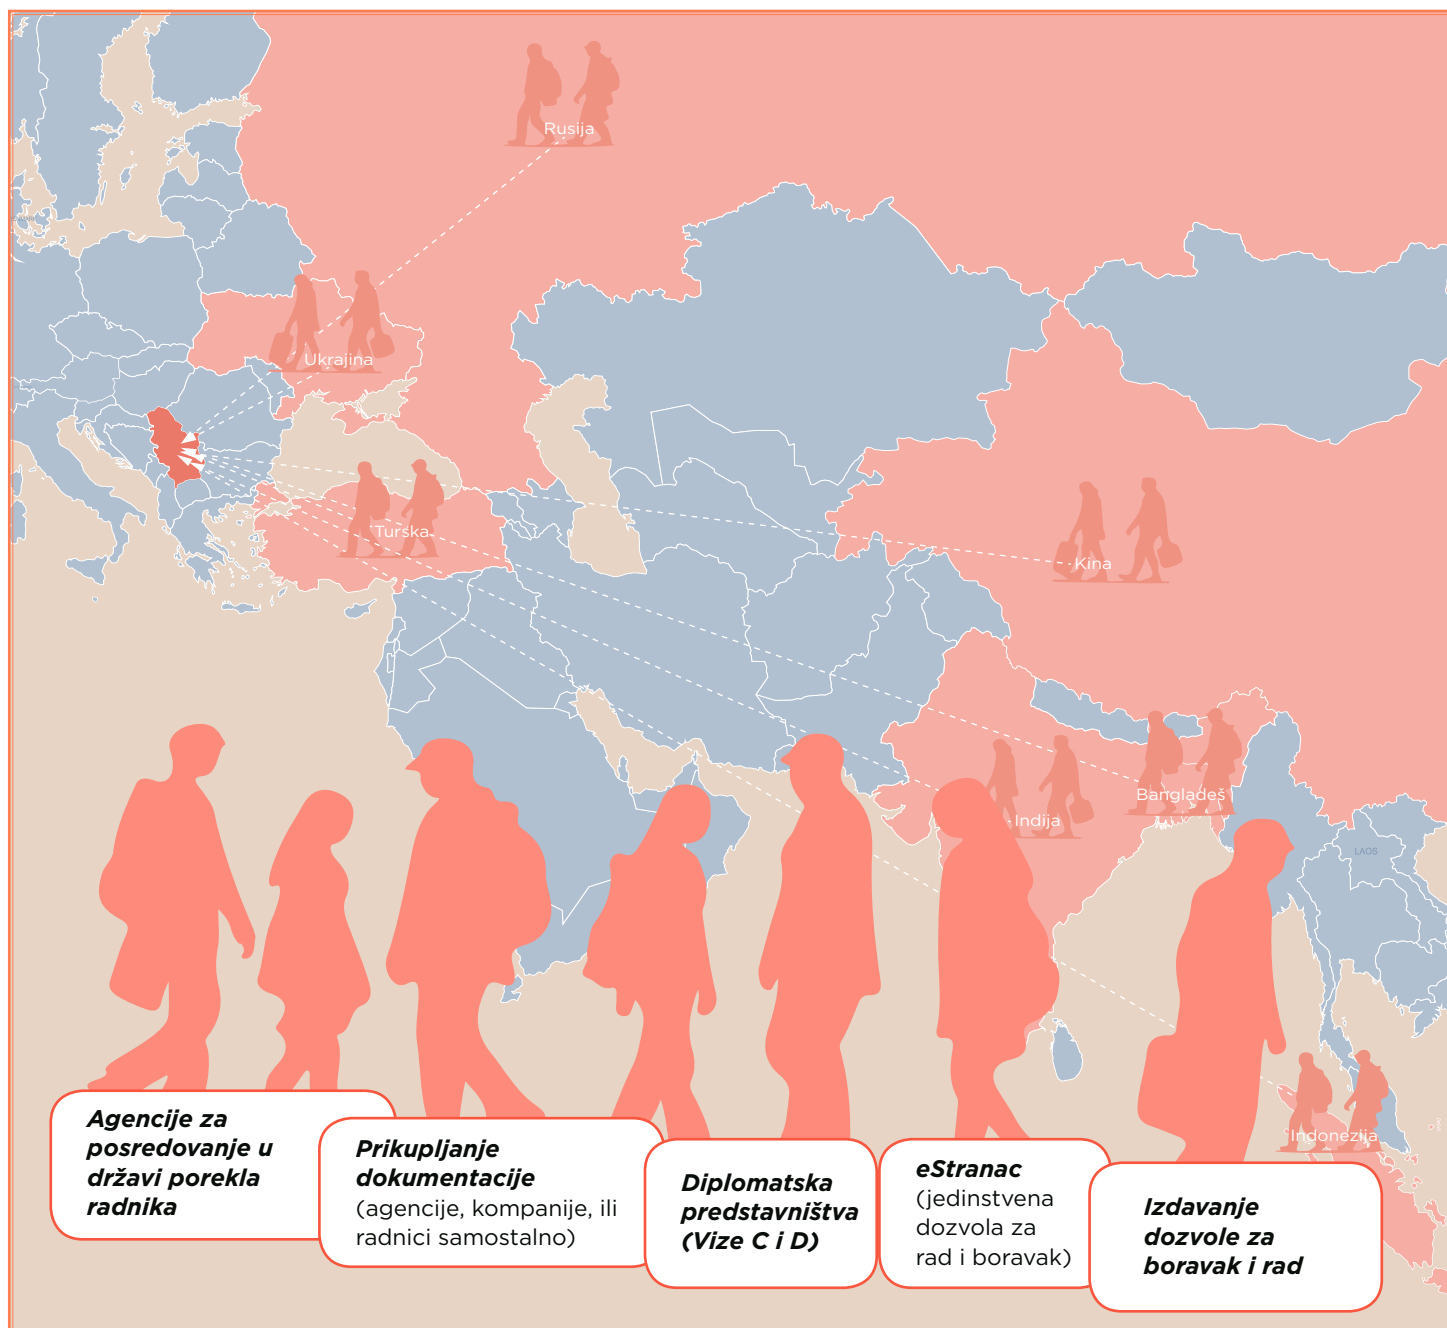 Rusija
Ukrajina
Turska
Kina
Bangladeš
Indija
LAOS
Indonezija
Agencije za
posredovanje u
državi porekla
radnika
Prikupljanje
dokumentacije
(agencije, kompanije, ili
radnici samostalno)
Diplomatska
predstavništva
(Vize C i D)
eStranac
(jedinstvena
dozvola za
rad i boravak)
Izdavanje
dozvole za
boravak i rad